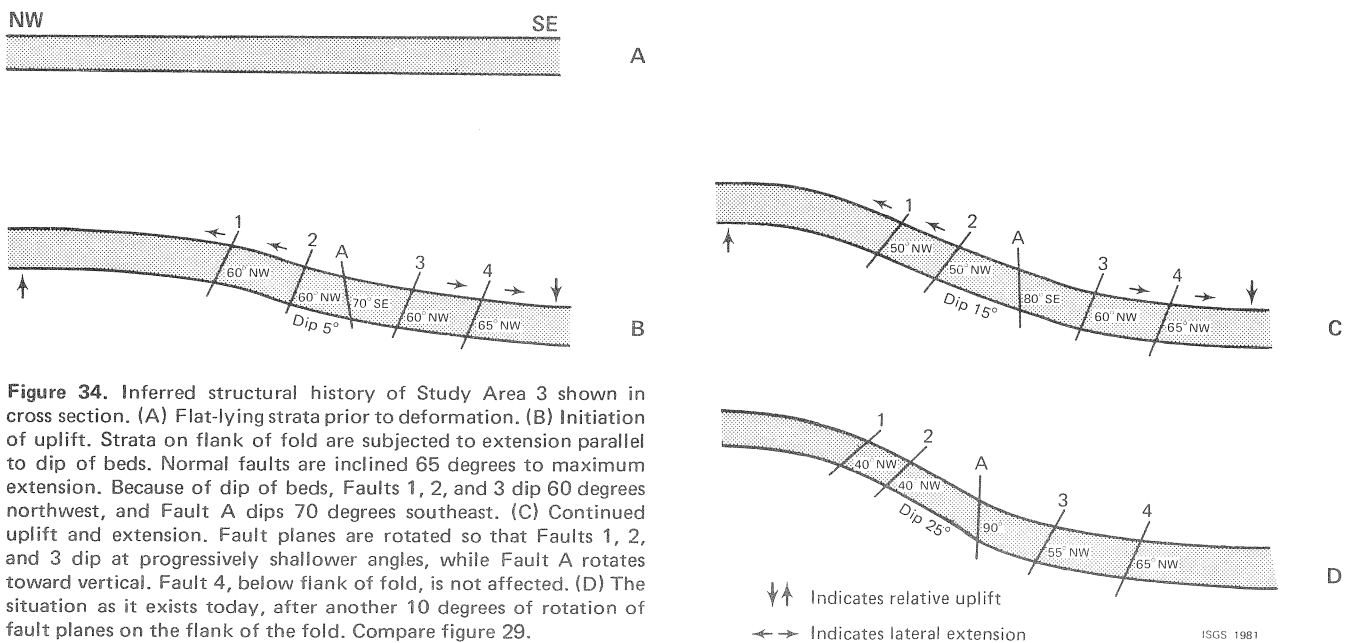 NW
SE
A
1
2
A
3
4
60° NW
60° NW
70° SE
60° NW
65° NW
Dip 5°
B
Figure 34. Inferred structural history of Study Area 3 shown in
cross section. (A) Flat-lying strata prior to deformation. (B) Initiation
of uplift. Strata on flank of fold are subjected to extension parallel
to dip of beds. Normal faults are inclined 65 degrees to maximum
extension. Because of dip of beds, Faults 1, 2, and 3 dip 60 degrees
northwest, and Fault A dips 70 degrees southeast. (C) Continued
uplift and extension. Fault planes are rotated so that Faults 1, 2,
and 3 dip at progressively shallower angles, while Fault A rotates
toward vertical. Fault 4, below flank of fold, is not affected. (D) The
situation as it exists today, after another 10 degrees of rotation of
fault planes on the flank of the fold. Compare figure 29.
1
2
A
3
4
50° NW
50° NW
80° SE
60° NW
65° NW
Dip 15°
C
1
2
A
3
4
40° NW
40° NW
90°
55° NW
65° NW
Dip 25°
D
Indicates relative uplift
Indicates lateral extension
ISGS 1981